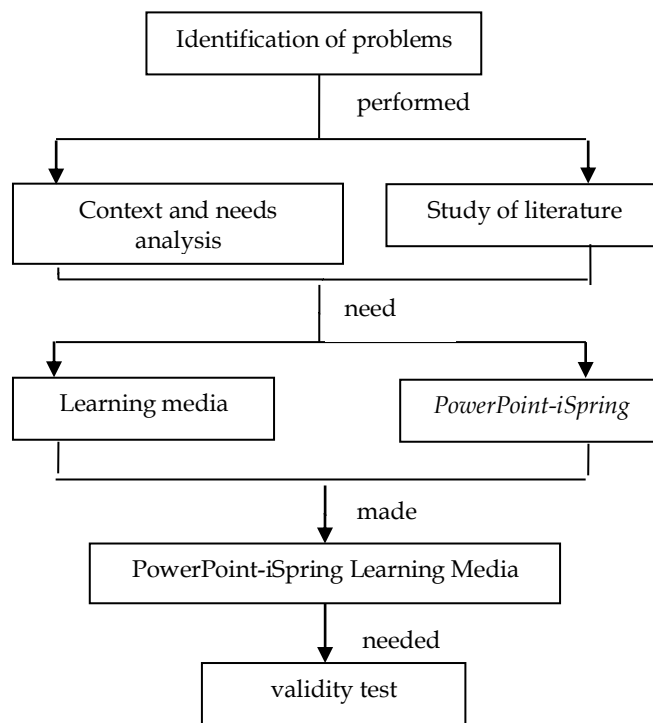 Identification of problems
performed
Context and needs
analysis
Study of literature
need
Learning media
PowerPoint-iSpring
made
PowerPoint-iSpring Learning Media
needed
validity test